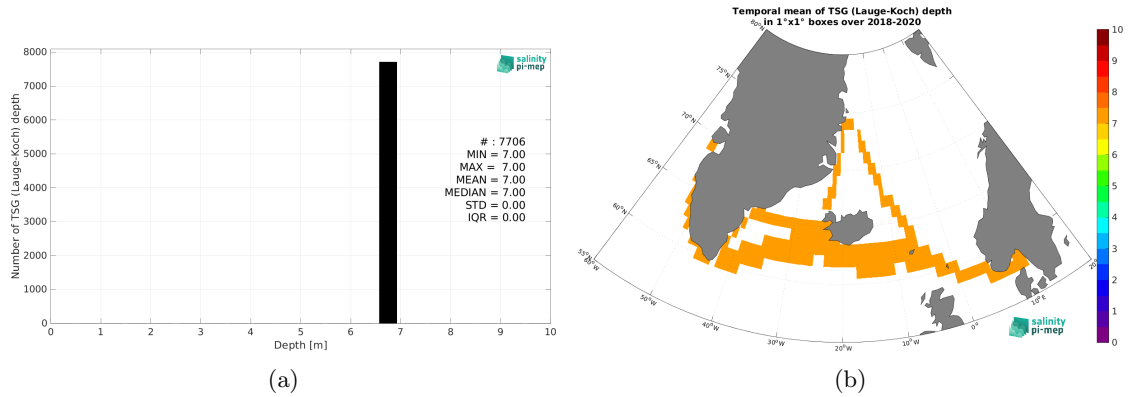 Number of TSG (Lauge-Koch) depth
8000
7000
6000
5000
4000
3000
2000
1000
0
0 1 2 3 4 5 6 7 8 9 10
Depth [m]
salinity
pi-mep
# : 7706
MIN = 7.00
MAX = 7.00
MEAN = 7.00
MEDIAN = 7.00
STD = 0.00
IQR = 0.00
(a)
Temporal mean of TSG (Lauge-Koch) depth
in 1°x1° boxes over 2018-2020
80°N
75°N
70°N
65°N
60°N
55°N
60°W
50°W
40°W
30°W
20°W
10°W
0°
10°E
salinity
pi-mep
10
9
8
7
6
5
4
3
2
1
0
(b)